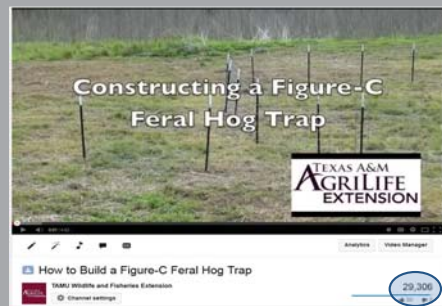 Constructing a Figure-C
Feral Hog Trap
TEXAS A&M
AGRILIFE
EXTENSION
Analytics
Video Manager
How to Build a Figure-C Feral Hog Trap
TAMU Wildlife and Fisheries Extension
Channel settings
29,306